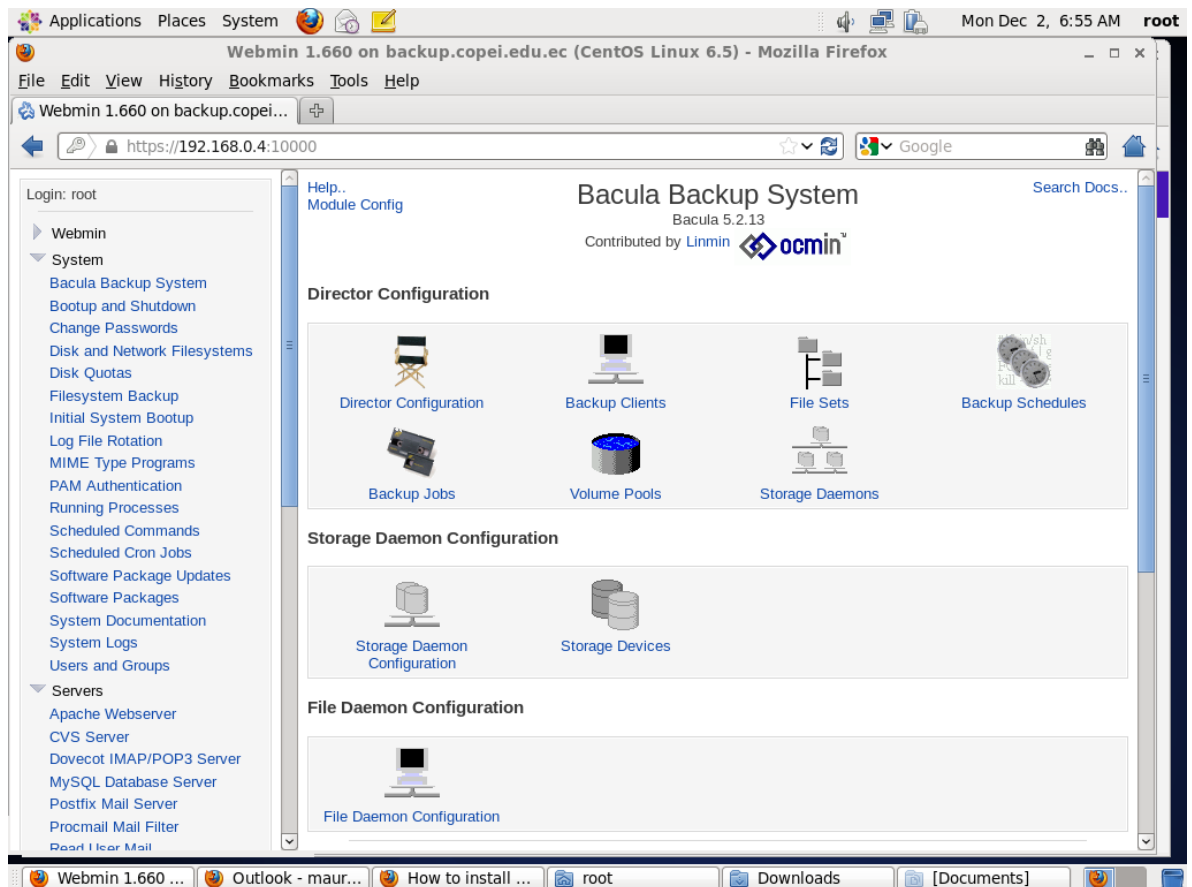 Applications Places System
Mon Dec 2, 6:55 AM root
Webmin 1.660 on backup.copei.edu.ec (CentOS Linux 6.5) - Mozilla Firefox
File Edit View History Bookmarks Tools Help
Webmin 1.660 on backup.copei...
https://192.168.0.4:10000
Google
Login: root
Webmin
System
Bacula Backup System
Bootup and Shutdown
Change Passwords
Disk and Network Filesystems
Disk Quotas
Filesystem Backup
Initial System Bootup
Log File Rotation
MIME Type Programs
PAM Authentication
Running Processes
Scheduled Commands
Scheduled Cron Jobs
Software Package Updates
Software Packages
System Documentation
System Logs
Users and Groups
Servers
Apache Webserver
CVS Server
Dovecot IMAP/POP3 Server
MySQL Database Server
Postfix Mail Server
Procmail Mail Filter
Read User Mail
Help..
Module Config
Bacula Backup System
Search Docs..
Bacula 5.2.13
Contributed by Linmin ocmin
Director Configuration
Director Configuration
Backup Clients
File Sets
Backup Schedules
Backup Jobs
Volume Pools
Storage Daemons
Storage Daemon Configuration
Storage Daemon
Configuration
Storage Devices
File Daemon Configuration
File Daemon Configuration
Webmin 1.660 ...
Outlook - maur...
How to install ...
root
Downloads
[Documents]